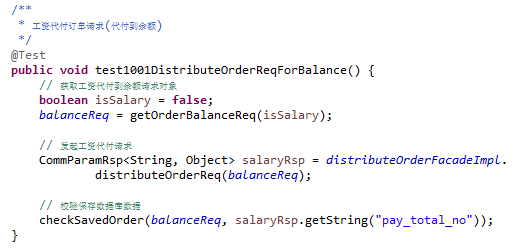 /**
 * 工资代付订单请求(代付到余额)
 */
@Test
public void test1001DistributeOrderReqForBalance() {
    // 获取工资代付到余额请求对象
    boolean isSalary = false;
    balanceReq = getOrderBalanceReq(isSalary);

    // 发起工资代付请求
    CommParamRsp<String, Object> salaryRsp = distributeOrderFacadeImpl.
            distributeOrderReq(balanceReq);

    // 校验保存数据库数据
    checkSavedOrder(balanceReq, salaryRsp.getString("pay_total_no"));
}